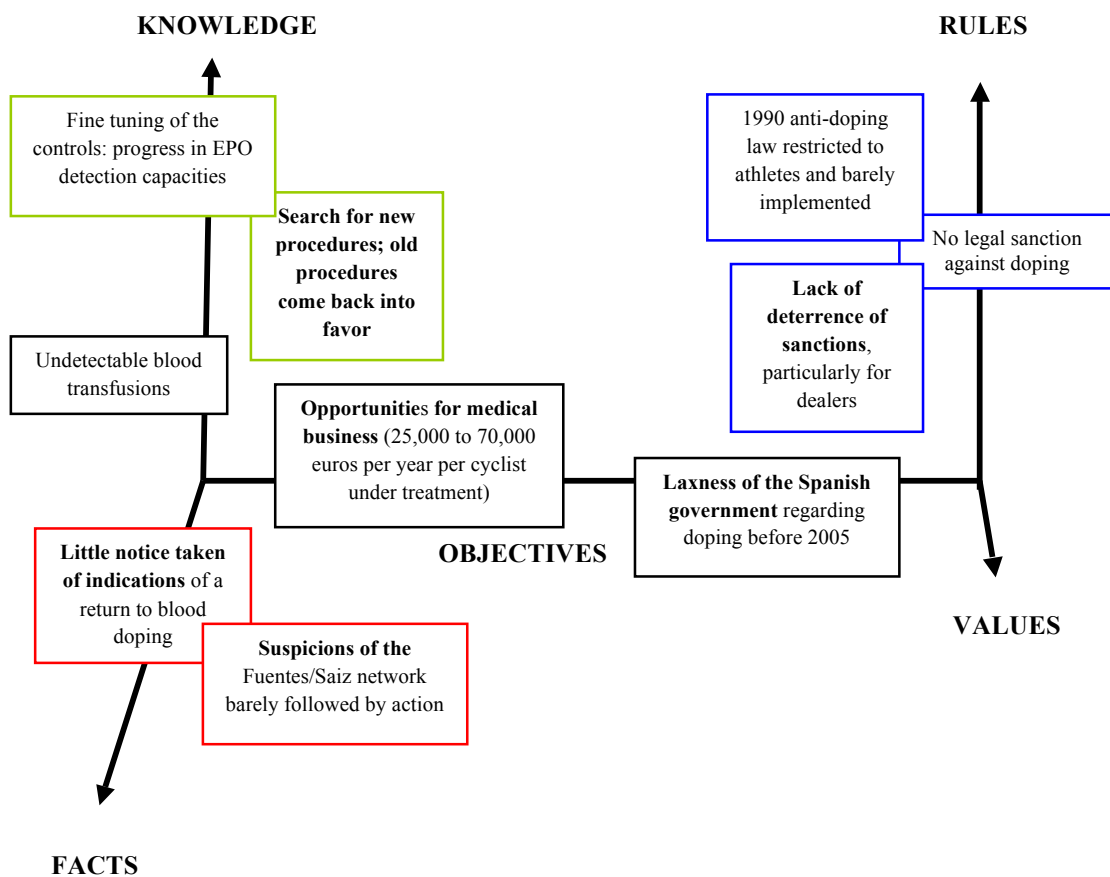 KNOWLEDGE
RULES
Fine tuning of the
controls: progress in EPO
detection capacities
1990 anti-doping
law restricted to
athletes and barely
implemented
Search for new
procedures; old
procedures
come back into
favor
No legal sanction
against doping
Lack of
deterrence of
sanctions,
particularly for
dealers
Undetectable blood
transfusions
Opportunities for medical
business (25,000 to 70,000
euros per year per cyclist
under treatment)
Laxness of the Spanish
government regarding
doping before 2005
OBJECTIVES
Little notice taken
of indications of a
return to blood
doping
VALUES
Suspicions of the
Fuentes/Saiz network
barely followed by action
FACTS